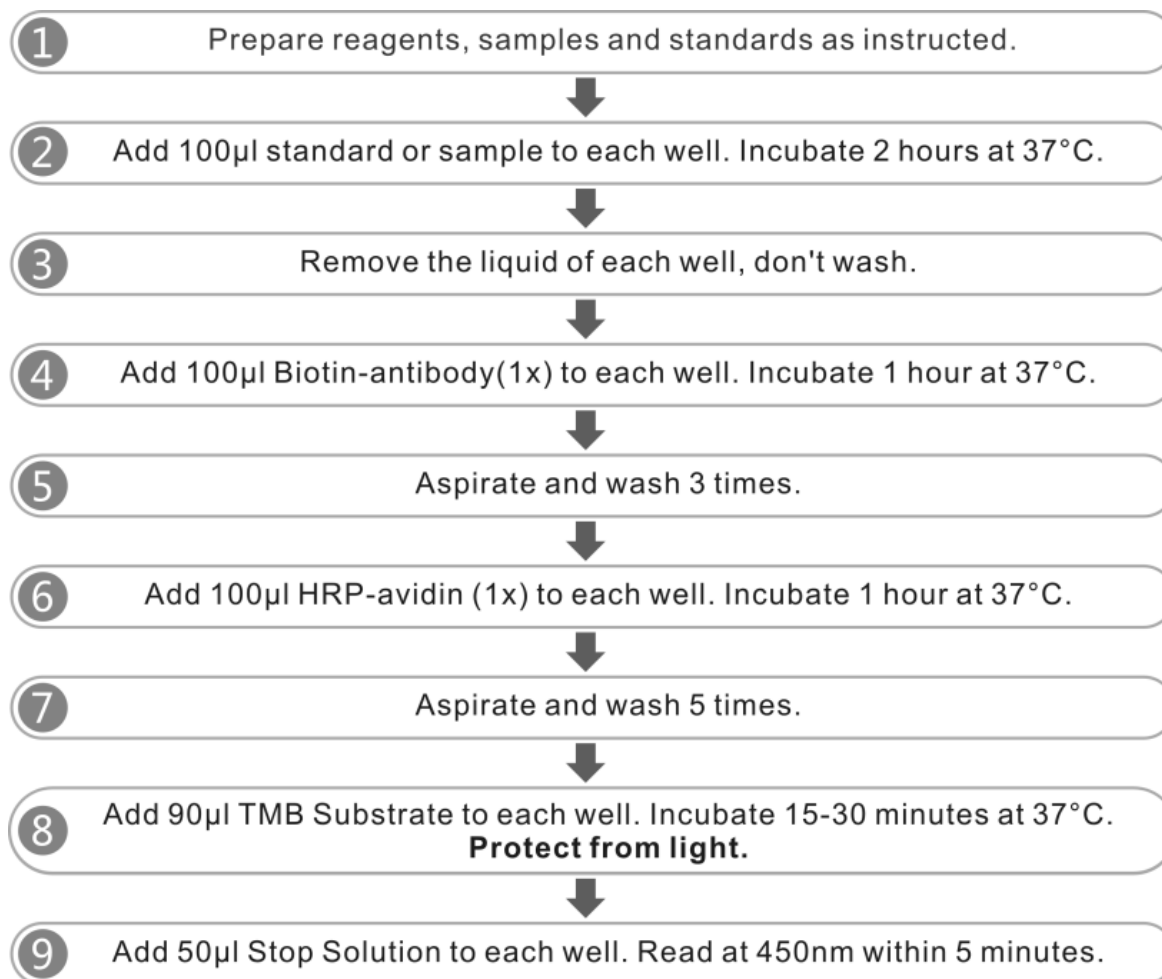 1 Prepare reagents, samples and standards as instructed.
2 Add 100μl standard or sample to each well. Incubate 2 hours at 37°C.
3 Remove the liquid of each well, don't wash.
4 Add 100μl Biotin-antibody(1x) to each well. Incubate 1 hour at 37°C.
5 Aspirate and wash 3 times.
6 Add 100μl HRP-avidin (1x) to each well. Incubate 1 hour at 37°C.
7 Aspirate and wash 5 times.
8 Add 90μl TMB Substrate to each well. Incubate 15-30 minutes at 37°C.
Protect from light.
9 Add 50μl Stop Solution to each well. Read at 450nm within 5 minutes.